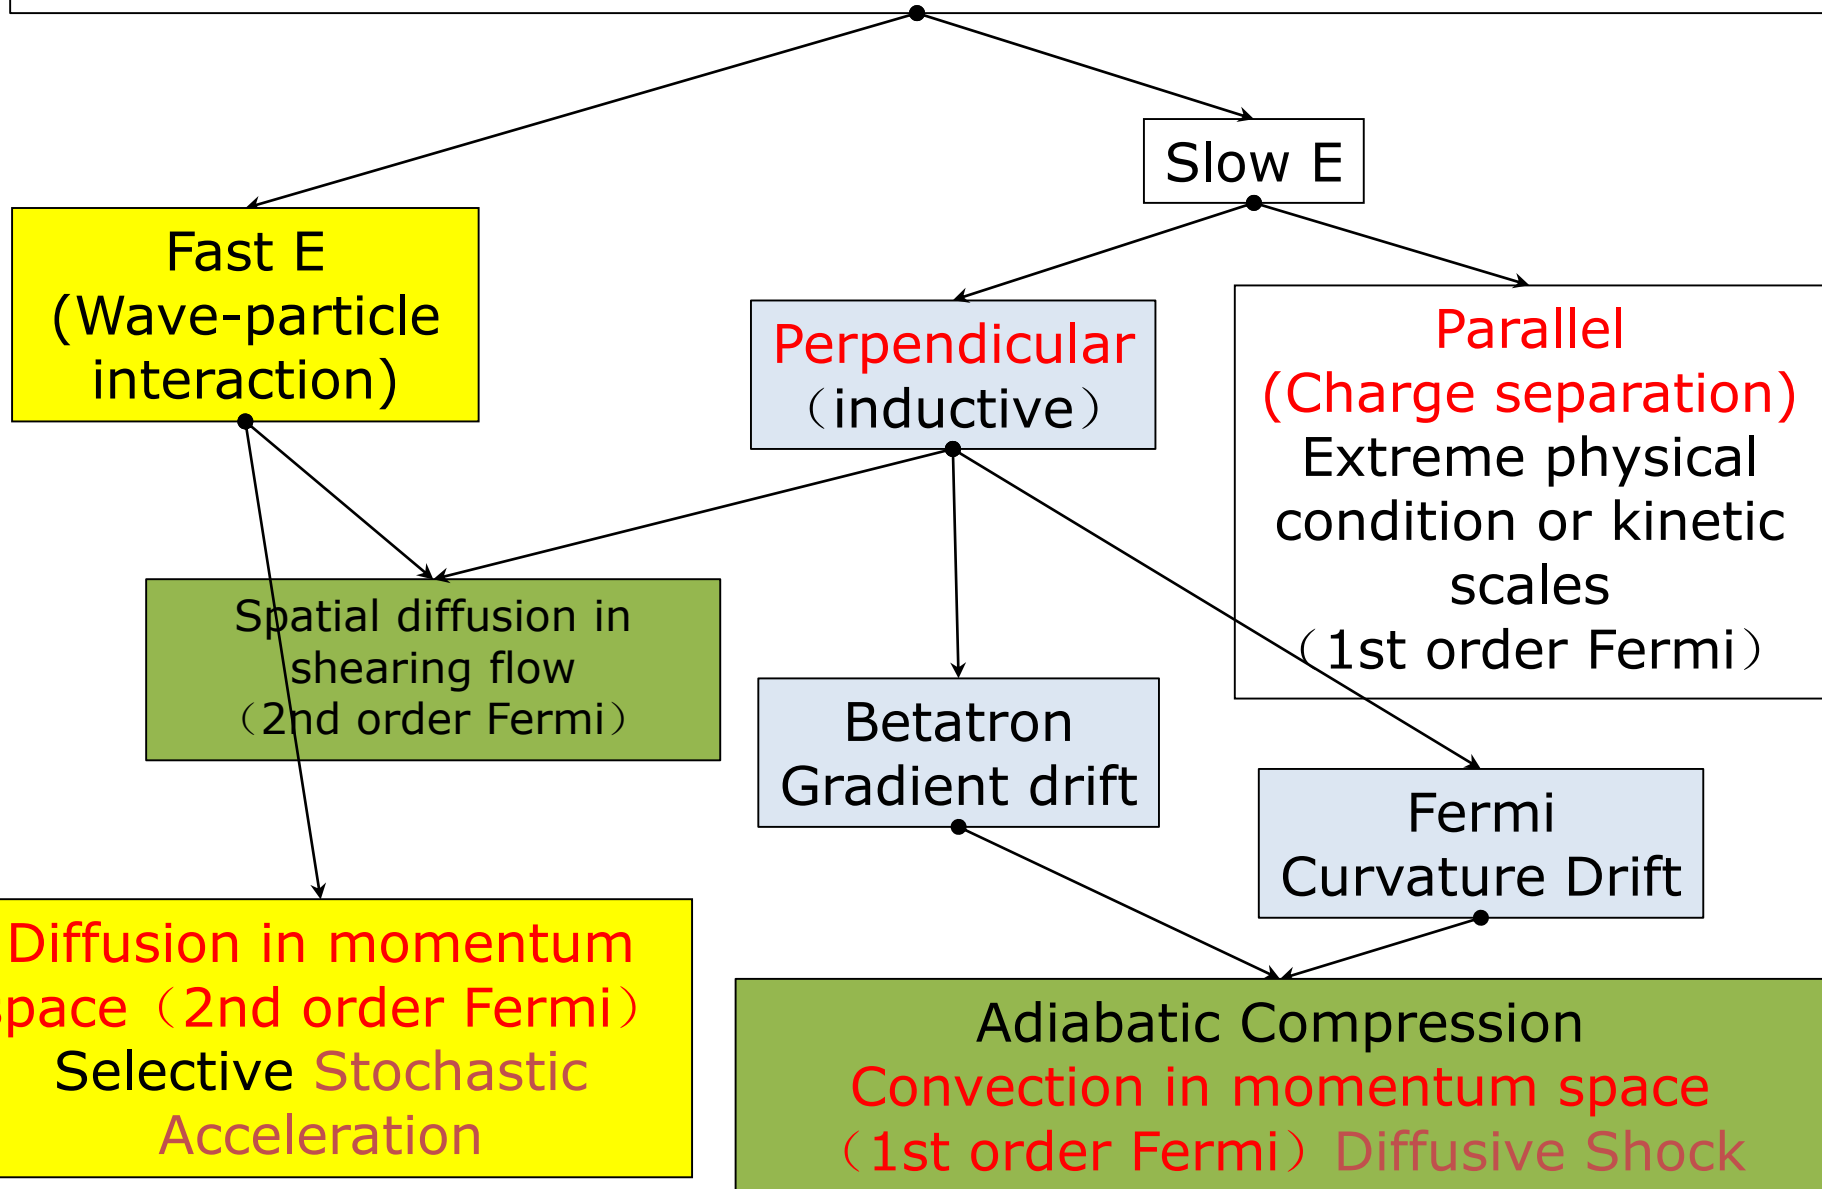 Slow E
Fast E
(Wave-particle
interaction)
Perpendicular
（inductive）
Parallel
(Charge separation)
Extreme physical
condition or kinetic
scales
（1st order Fermi）
Spatial diffusion in
shearing flow
（2nd order Fermi）
Betatron
Gradient drift
Fermi
Curvature Drift
Diffusion in momentum
space（2nd order Fermi）
Selective Stochastic
Acceleration
Adiabatic Compression
Convection in momentum space
（1st order Fermi）Diffusive Shock